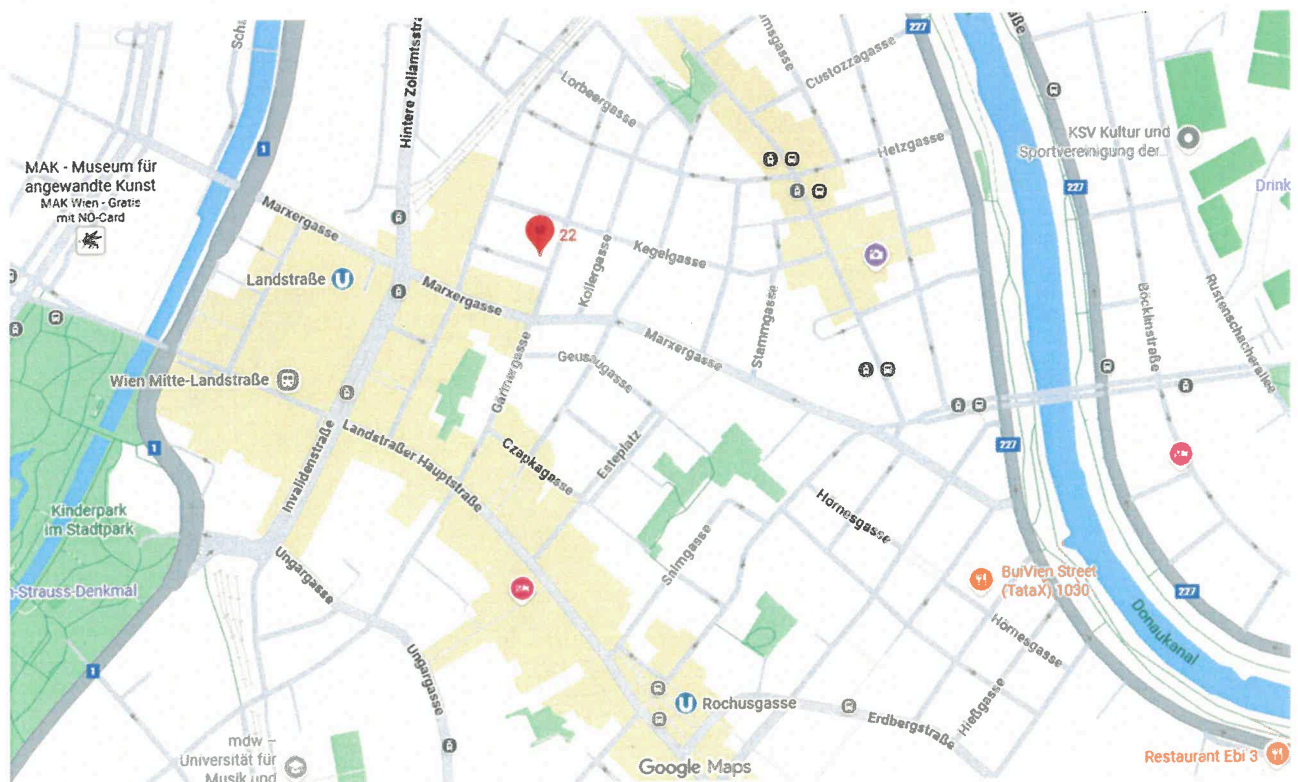 Hintere Zollamtsstra
Lorbeergasse
Custozzagasse
227
KSV Kultur und
Sportvereinigung der...
Hetzgasse
1
MAK - Museum für
angewandte Kunst
MAK Wien - Gratis
mit NÖ-Card
227
Drink
Marxergasse
22
Kegelgasse
Kollergasse
Landstraße
U
Marxergasse
Stammgasse
Böcklinstraße
Rustenschacherallee
Marxergasse
Geusaugasse
Gärtnergasse
Wien Mitte-Landstraße
Landstraßer Hauptstraße
Invalidenstraße
Czapkagasse
Esteplatz
1
227
Kinderpark
im Stadtpark
Hörnesgasse
Salmgasse
Ungargasse
n-Strauss-Denkmal
BuiVien Street
(TataX) 1030
227
Donaukanal
Hörnesgasse
1
Ungargasse
U
Rochusgasse
Erdbergstraße
Hießgasse
mdw –
Universität für
Musik und
Google Maps
Restaurant Ebi 3